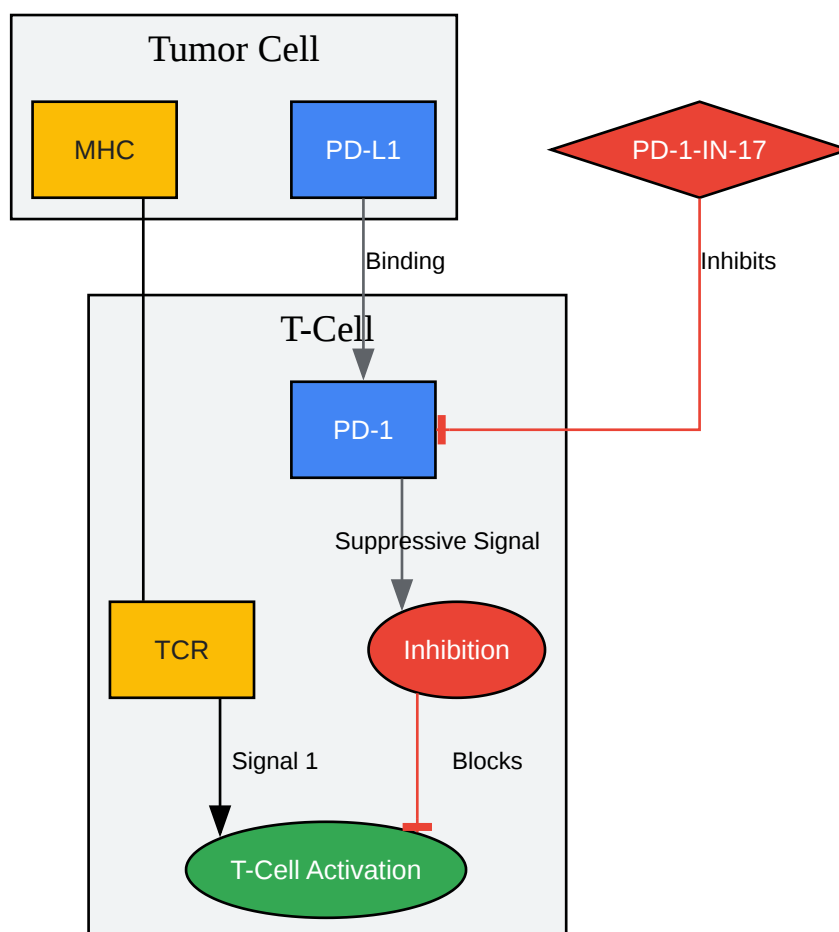 Tumor Cell
MHC
PD-L1
PD-1-IN-17
Binding
Inhibits
T-Cell
PD-1
Suppressive Signal
TCR
Inhibition
Signal 1
Blocks
T-Cell Activation